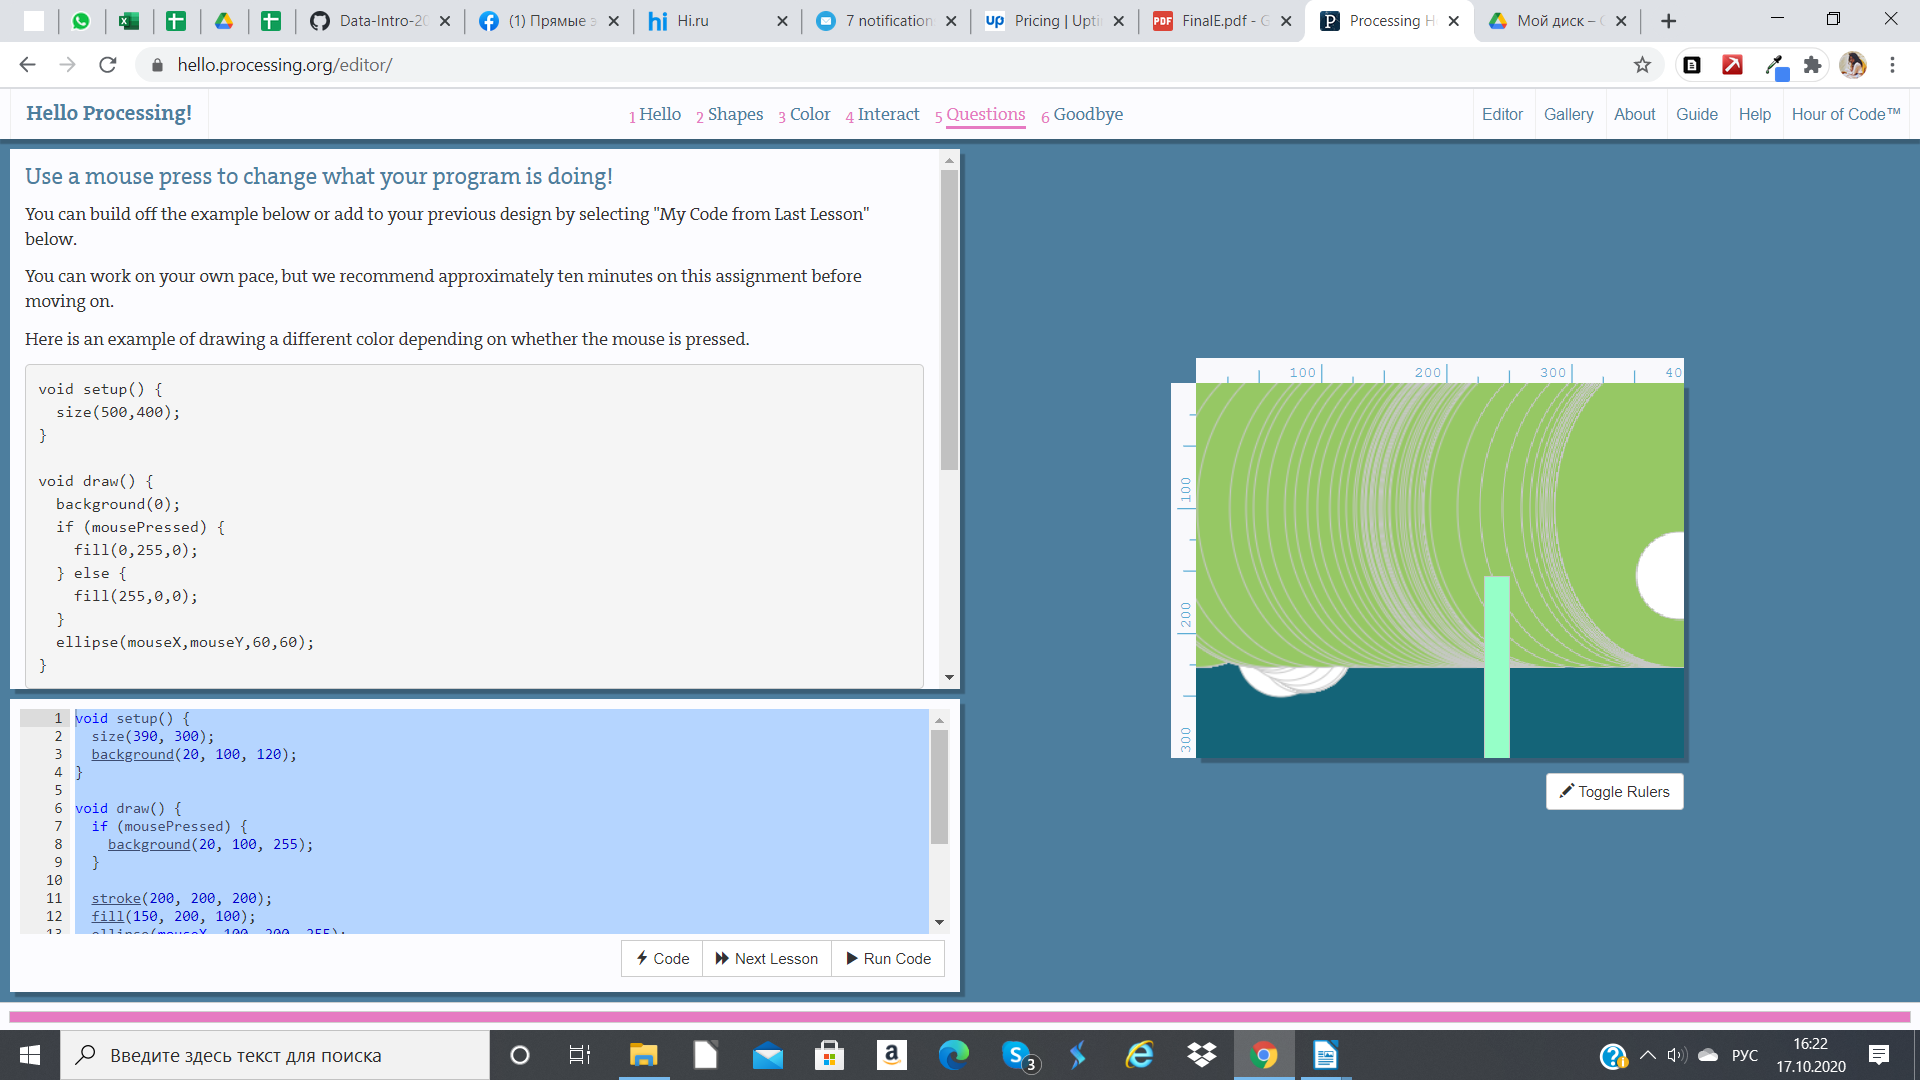 Data-Intro-20
(1) Прямые э
Hi.ru
7 notification
Pricing | Upti
FinalE.pdf - G
Processing H
Мой диск –
hello.processing.org/editor/
Hello Processing!
1 Hello 2 Shapes 3 Color 4 Interact 5 Questions 6 Goodbye
Editor Gallery About Guide Help Hour of Code™
Use a mouse press to change what your program is doing!
You can build off the example below or add to your previous design by selecting "My Code from Last Lesson"
below.
You can work on your own pace, but we recommend approximately ten minutes on this assignment before
moving on.
Here is an example of drawing a different color depending on whether the mouse is pressed.
void setup() {
size(500,400);
}
void draw() {
background(0);
if (mousePressed) {
fill(0,255,0);
} else {
fill(255,0,0);
}
ellipse(mouseX,mouseY,60,60);
}
1 void setup() {
2 size(390, 300);
3 background(20, 100, 120);
4 }
5
6 void draw() {
7 if (mousePressed) {
8 background(20, 100, 255);
9 }
10
11 stroke(200, 200, 200);
12 fill(150, 200, 100);
13 ellipse(mouseX, 100, 200, 255);
Code Next Lesson Run Code
100 200 300 40
100
200
300
Toggle Rulers
Введите здесь текст для поиска
3
РУС
16:22
17.10.2020